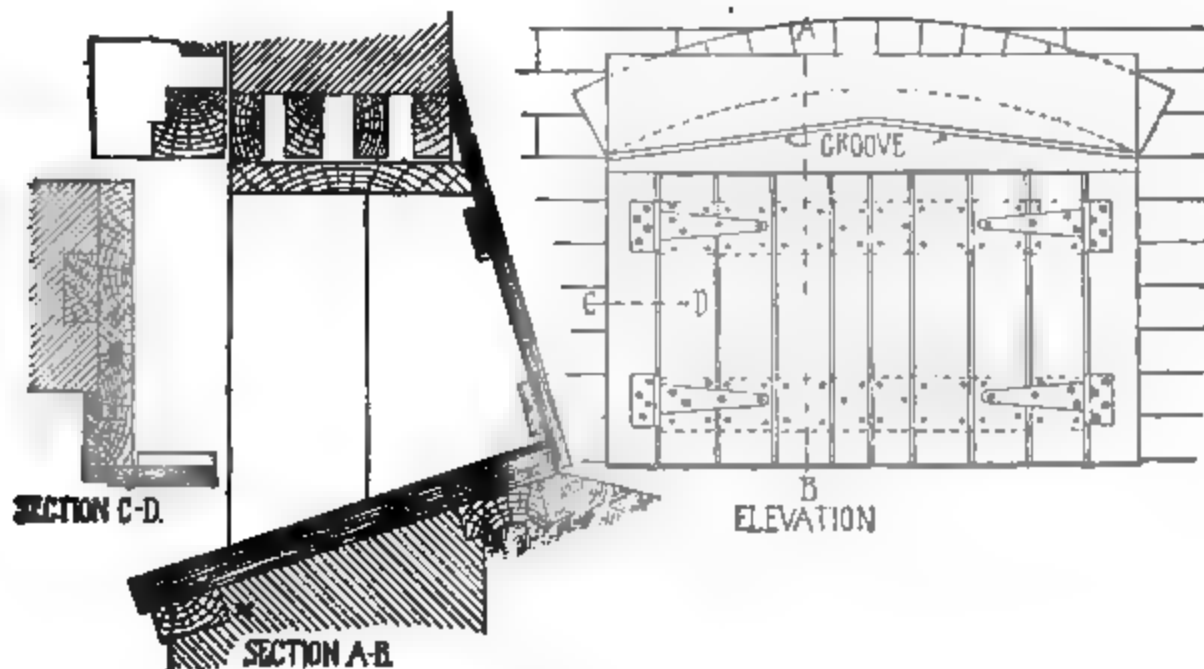 A
GROOVE
C
D
SECTION C-D.
B
ELEVATION
SECTION A-B.